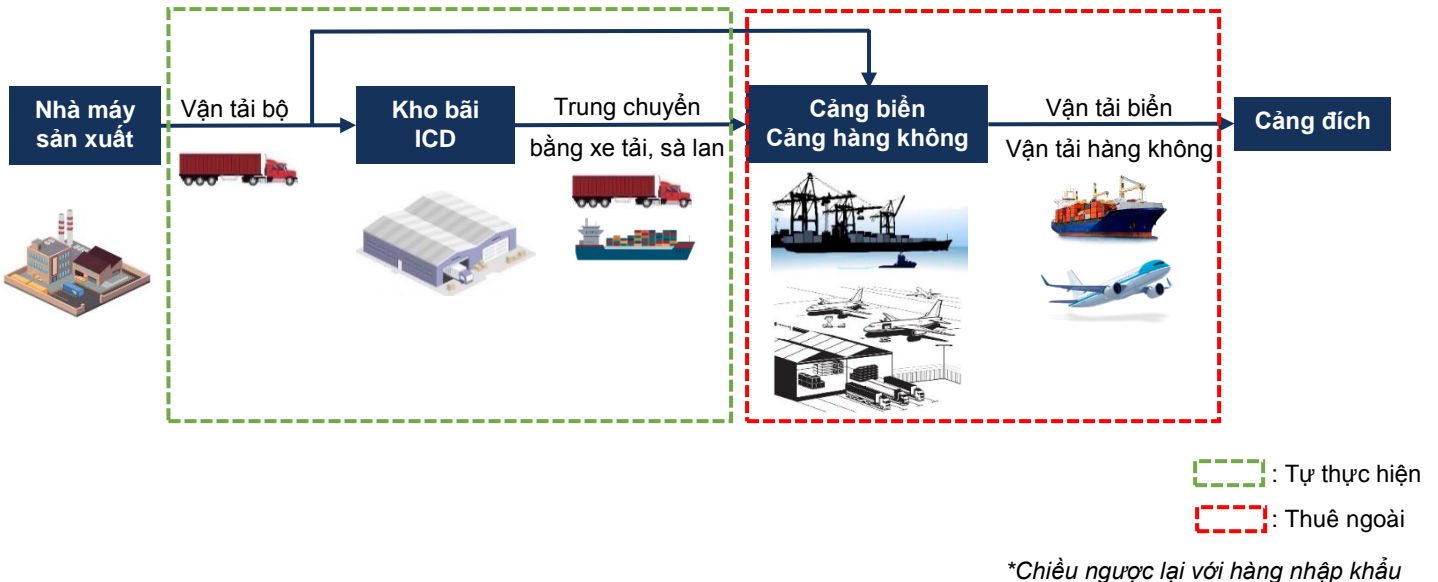 Nhà máy
sản xuất
Vận tải bộ
Kho bãi
ICD
Trung chuyển
bằng xe tải, sà lan
Cảng biển
Cảng hàng không
Vận tải biển
Vận tải hàng không
Cảng đích
: Tự thực hiện
: Thuê ngoài
*Chiều ngược lại với hàng nhập khẩu